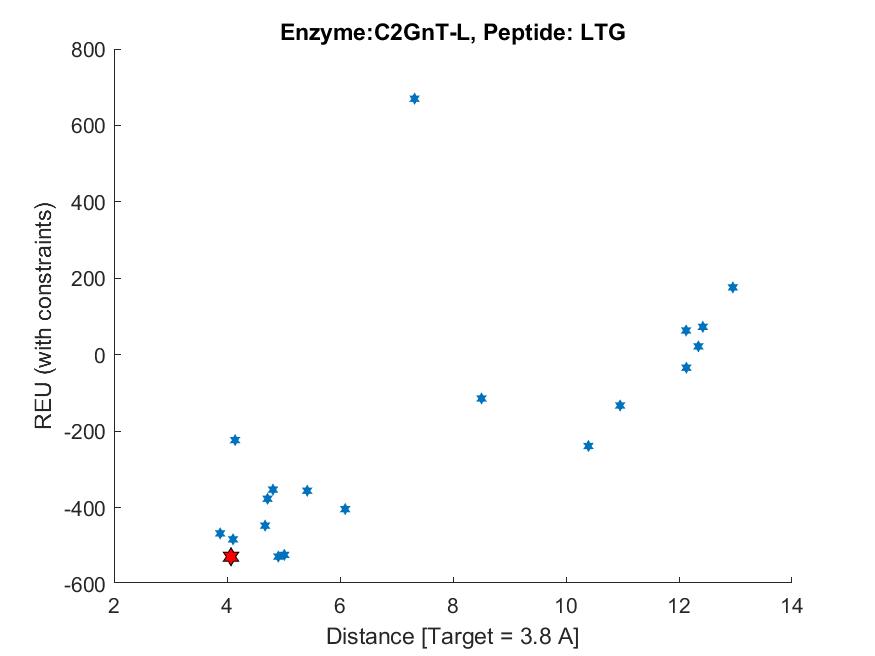 Enzyme:C2GnT-L, Peptide: LTG
800
600
400
200
0
-200
-400
-600
REU (with constraints)
2 4 6 8 10 12 14
Distance [Target = 3.8 A]